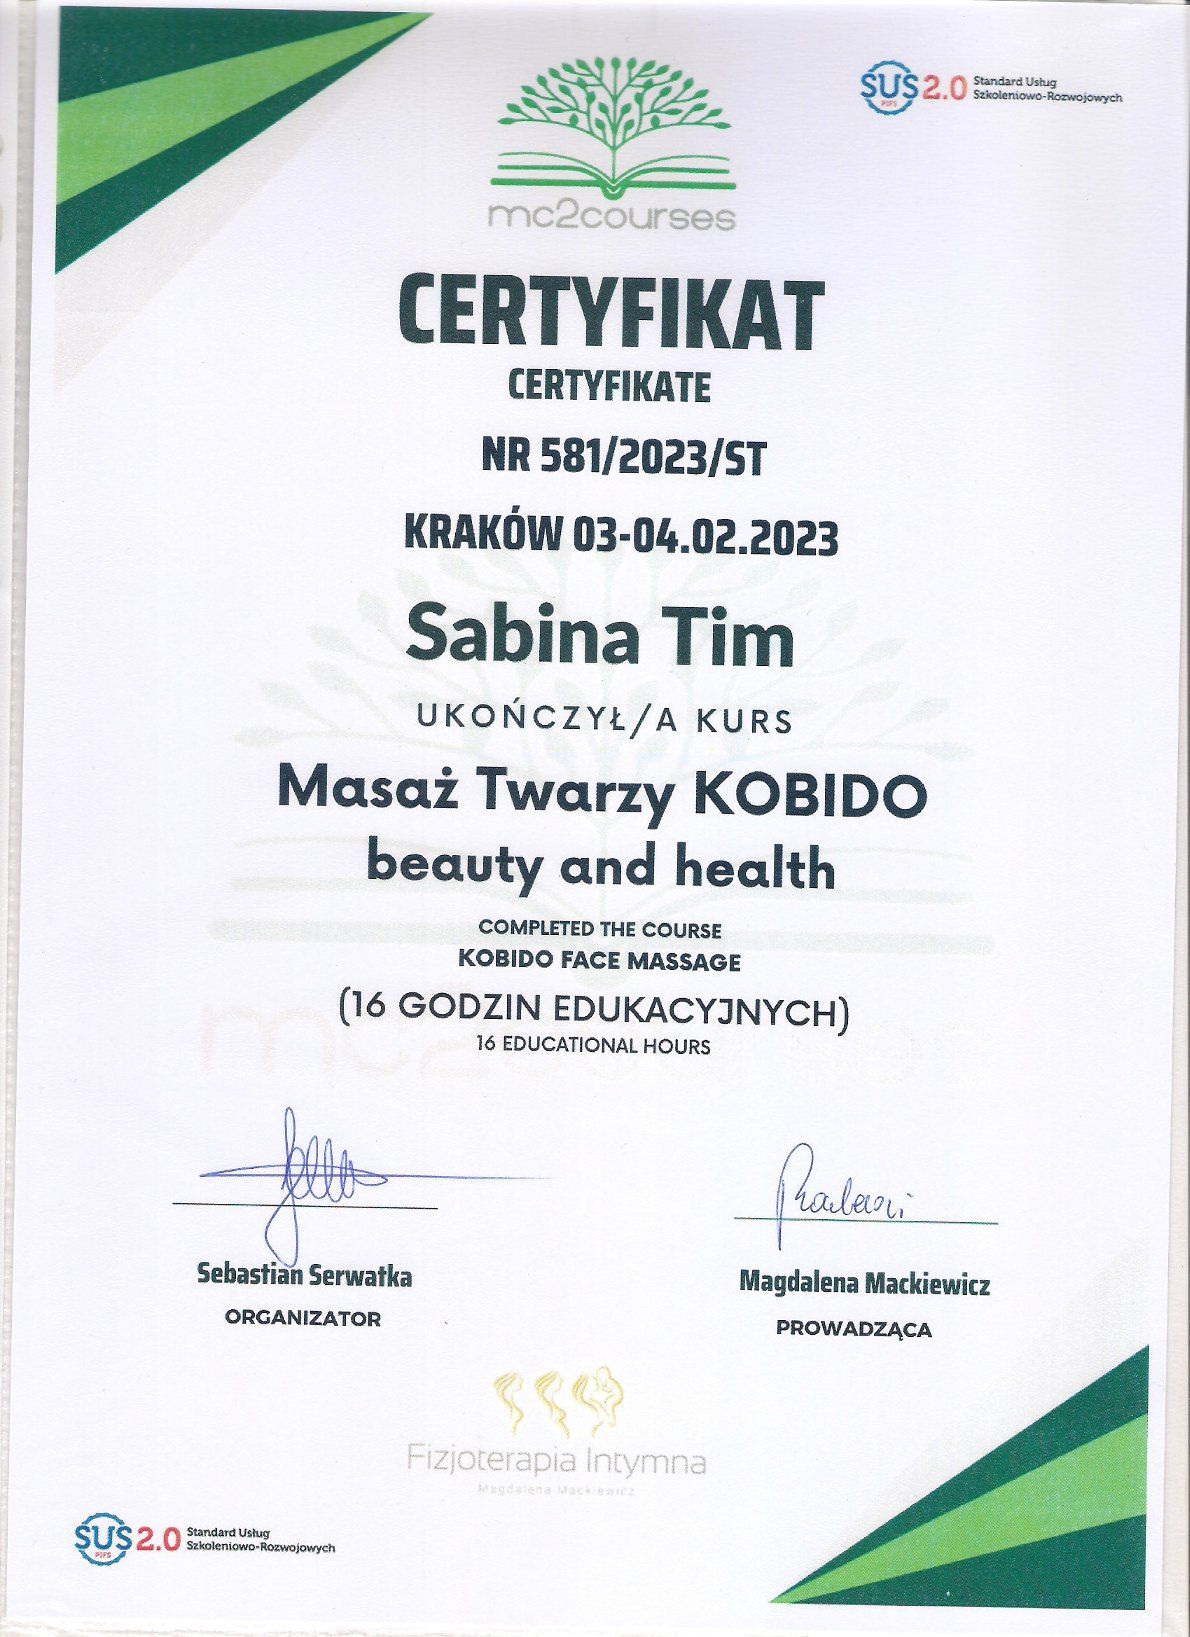 SUS 2.0 Standard Usług
PIFS Szkoleniowo-Rozwojowych
mc2courses
CERTYFIKAT
CERTYFIKATE
NR 581/2023/ST
KRAKÓW 03-04.02.2023
Sabina Tim
UKOŃCZYŁ/A KURS
Masaż Twarzy KOBIDO
beauty and health
COMPLETED THE COURSE
KOBIDO FACE MASSAGE
(16 GODZIN EDUKACYJNYCH)
16 EDUCATIONAL HOURS
Sebastian Serwatka
ORGANIZATOR
Magdalena Mackiewicz
PROWADZĄCA
Fizjoterapia Intymna
Magdalena Mackiewicz
SUS 2.0 Standard Usług
PIFS Szkoleniowo-Rozwojowych